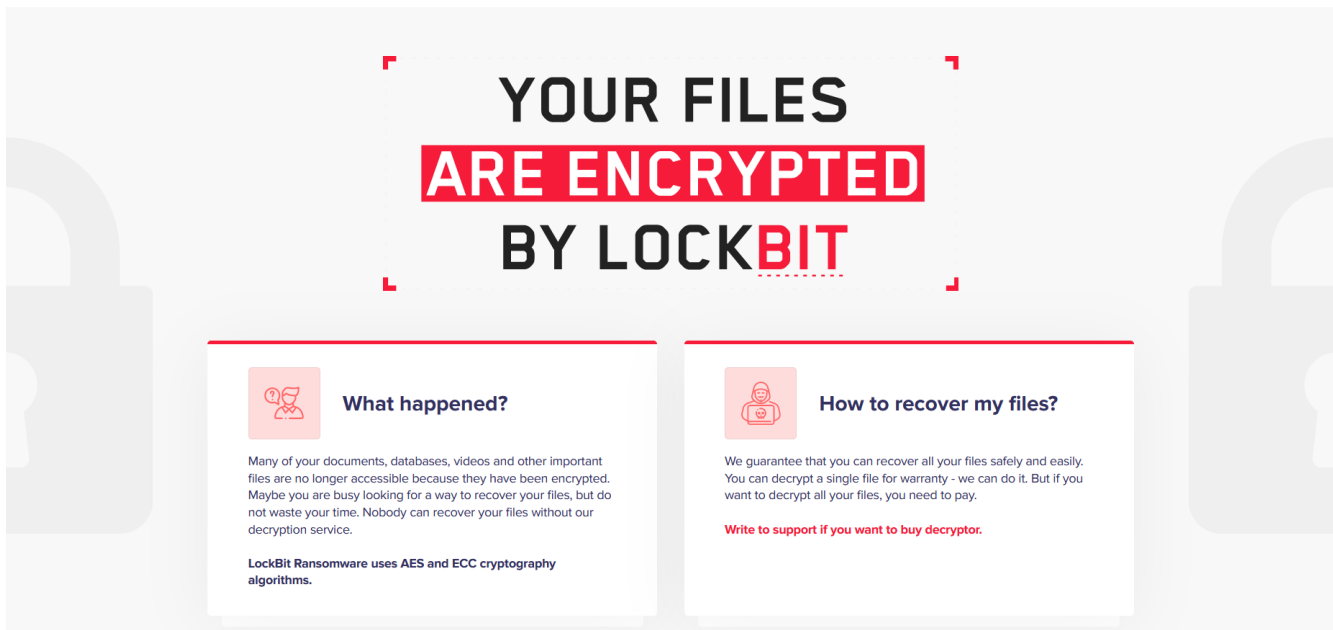 YOUR FILES
ARE ENCRYPTED
BY LOCKBIT
What happened?
Many of your documents, databases, videos and other important
files are no longer accessible because they have been encrypted.
Maybe you are busy looking for a way to recover your files, but do
not waste your time. Nobody can recover your files without our
decryption service.
LockBit Ransomware uses AES and ECC cryptography
algorithms.
How to recover my files?
We guarantee that you can recover all your files safely and easily.
You can decrypt a single file for warranty - we can do it. But if you
want to decrypt all your files, you need to pay.
Write to support if you want to buy decryptor.